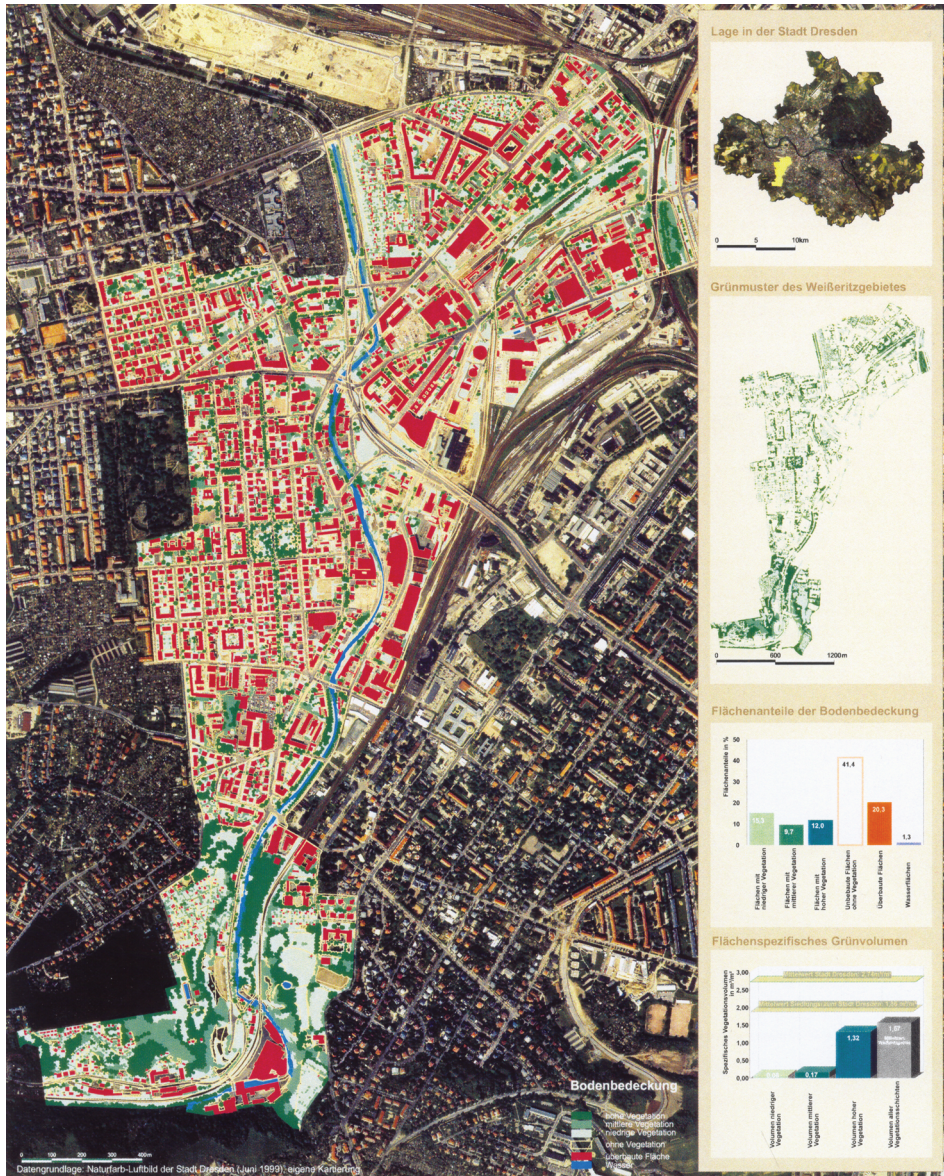 Lage in der Stadt Dresden
0 5 10km
Grünmuster des Weißeritzgebietes
0 600 1200m
Flächenanteile der Bodenbedeckung
Flächenanteile in %
50
40
30
20
10
0
15,3
9,7
12,0
41,4
20,3
1,3
Flächen mit
niedriger Vegetation
Flächen mit
mittlerer Vegetation
Flächen mit
hoher Vegetation
Unbebaute Flächen
ohne Vegetation
Überbaute Flächen
Wasserflächen
Flächenspezifisches Grünvolumen
Spezifisches Vegetationsvolumen
in m³/m²
3,00
2,50
2,00
1,50
1,00
0,50
0,00
Stadt Dresden:
Stadt Dresden:
0,17
1,32
1,57
Volumen niedriger
Vegetation
Volumen mittlerer
Vegetation
Volumen hoher
Vegetation
Volumen aller
Vegetationsschichten
Bodenbedeckung
hohe Vegetation
mittlere Vegetation
niedrige Vegetation
ohne Vegetation
überbaute Fläche
Wasser
0 100 200 300 400m
Datengrundlage: Naturfarb-Luftbild der Stadt Dresden (Juni 1999); eigene Kartierung